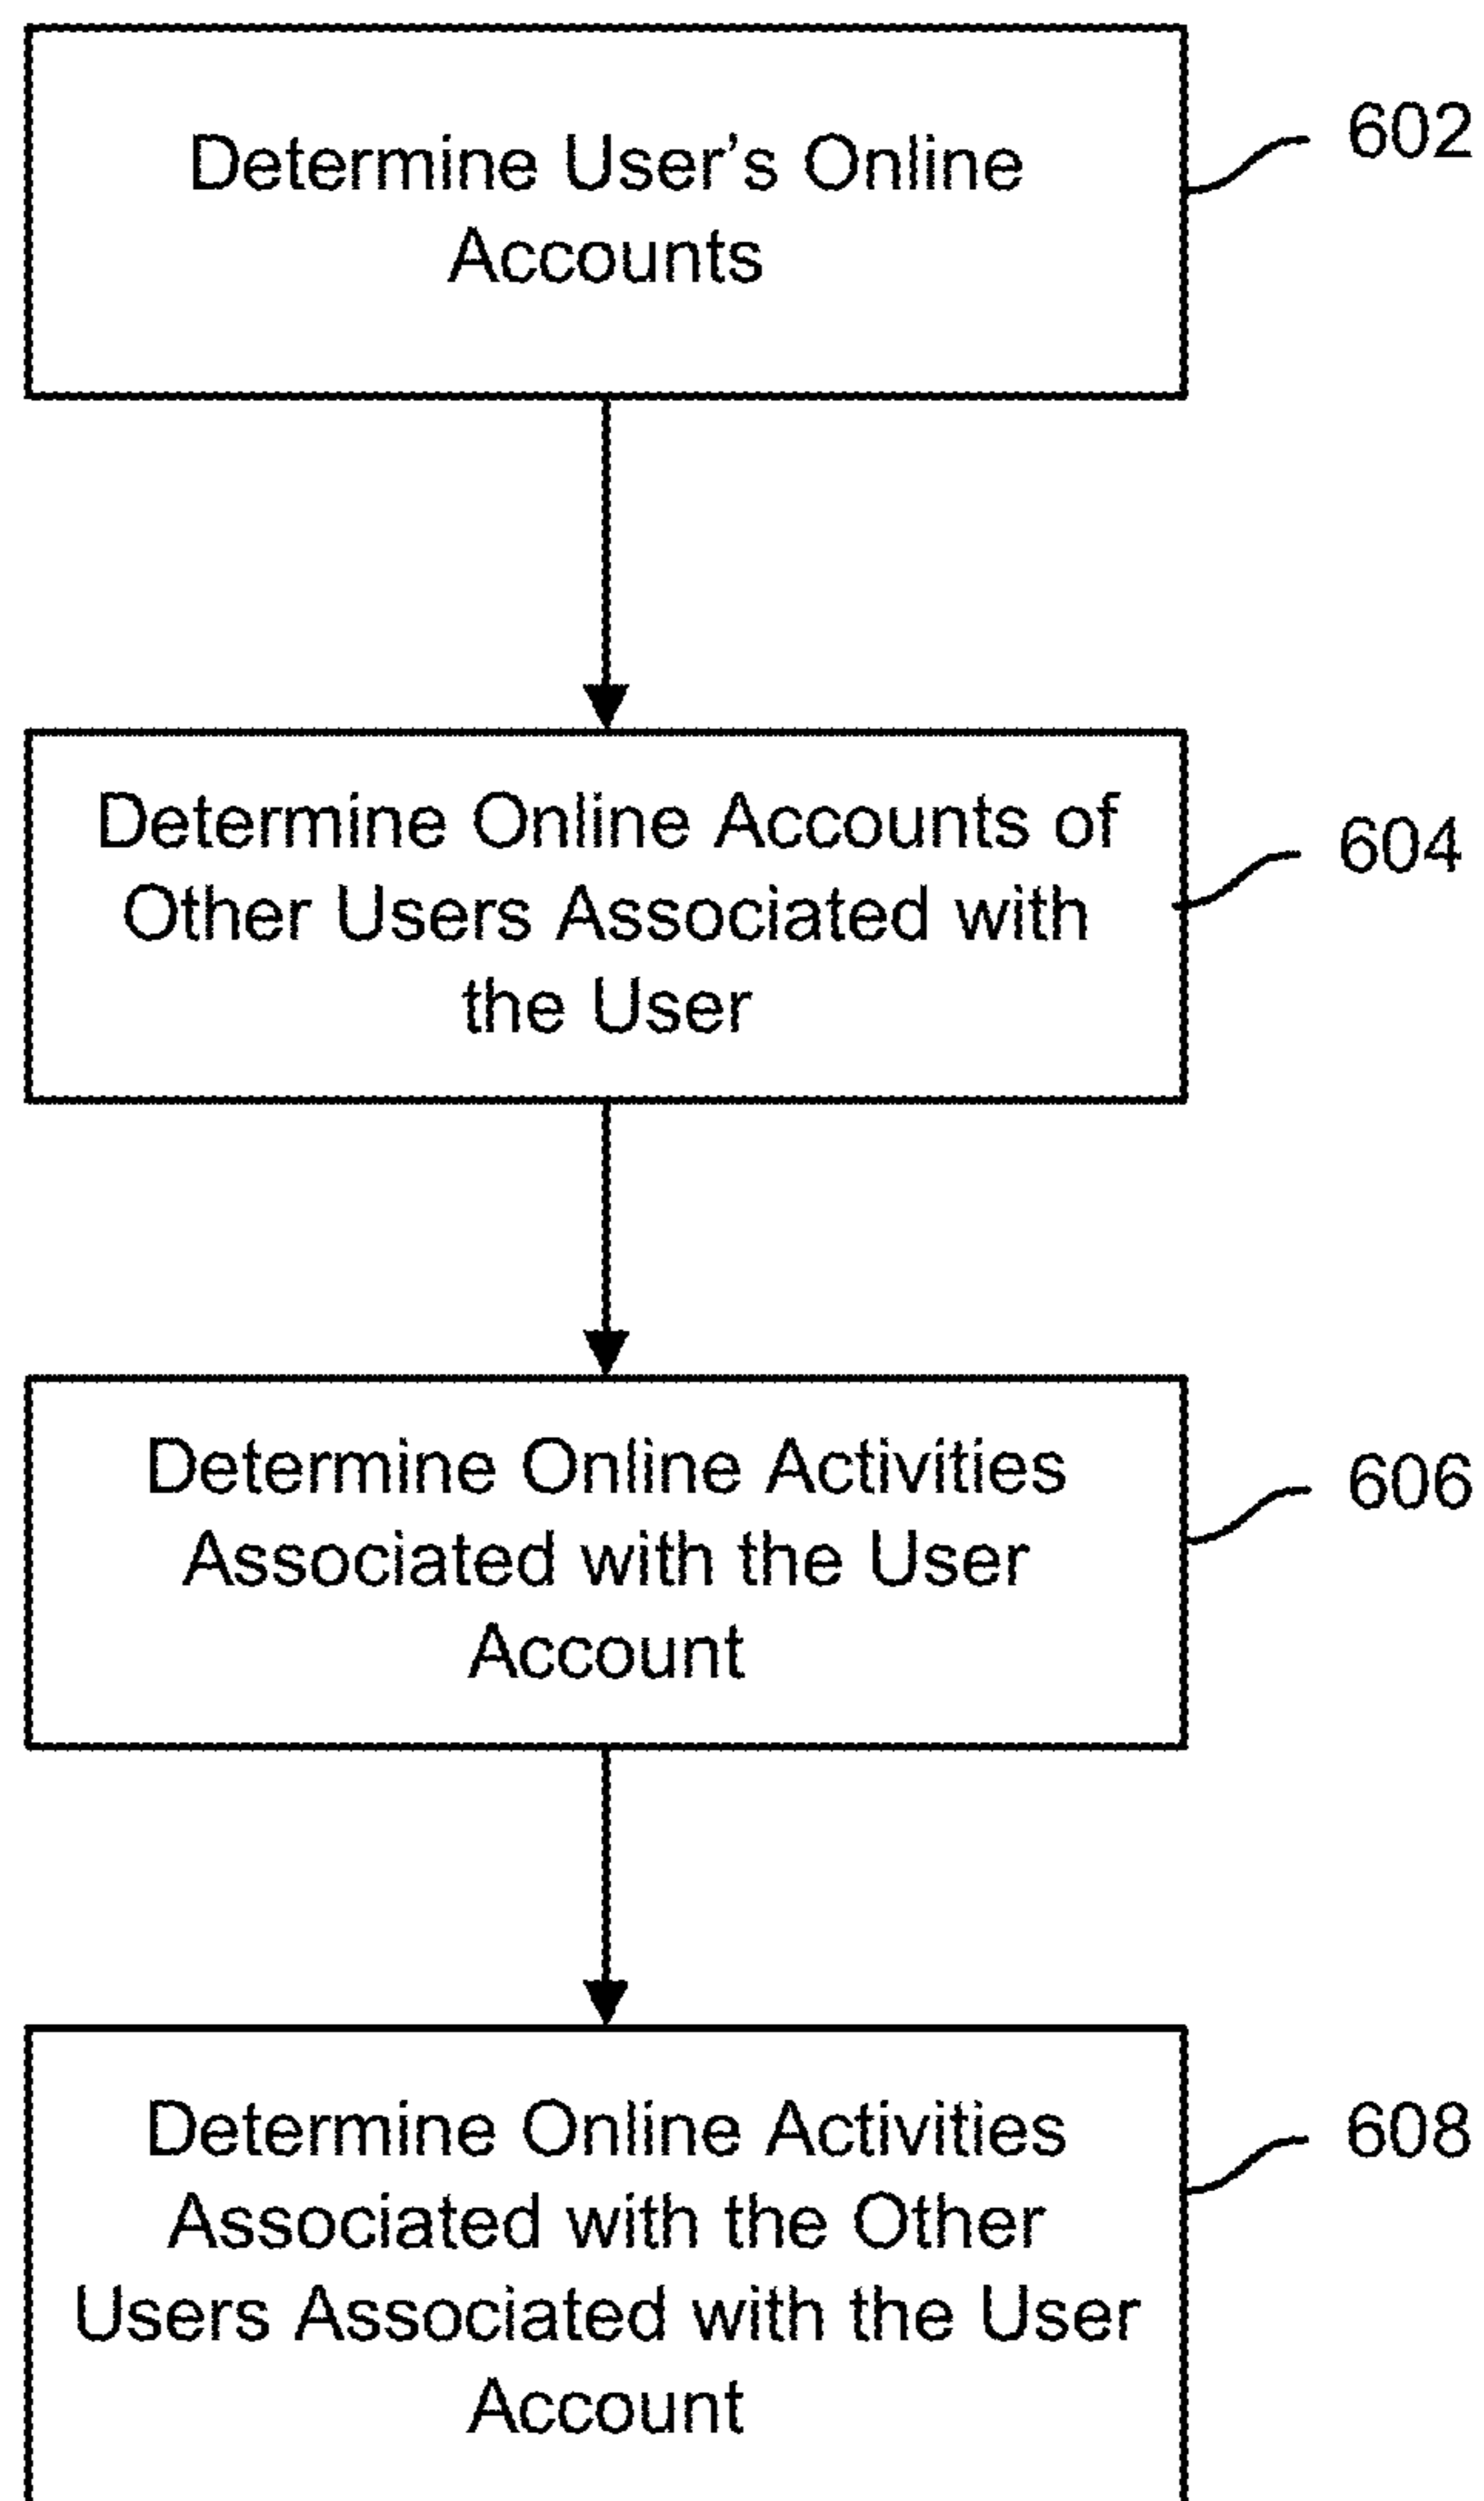 Determine User's Online
Accounts
602
Determine Online Accounts of
Other Users Associated with
the User
604
Determine Online Activities
Associated with the User
Account
606
Determine Online Activities
Associated with the Other
Users Associated with the User
Account
608